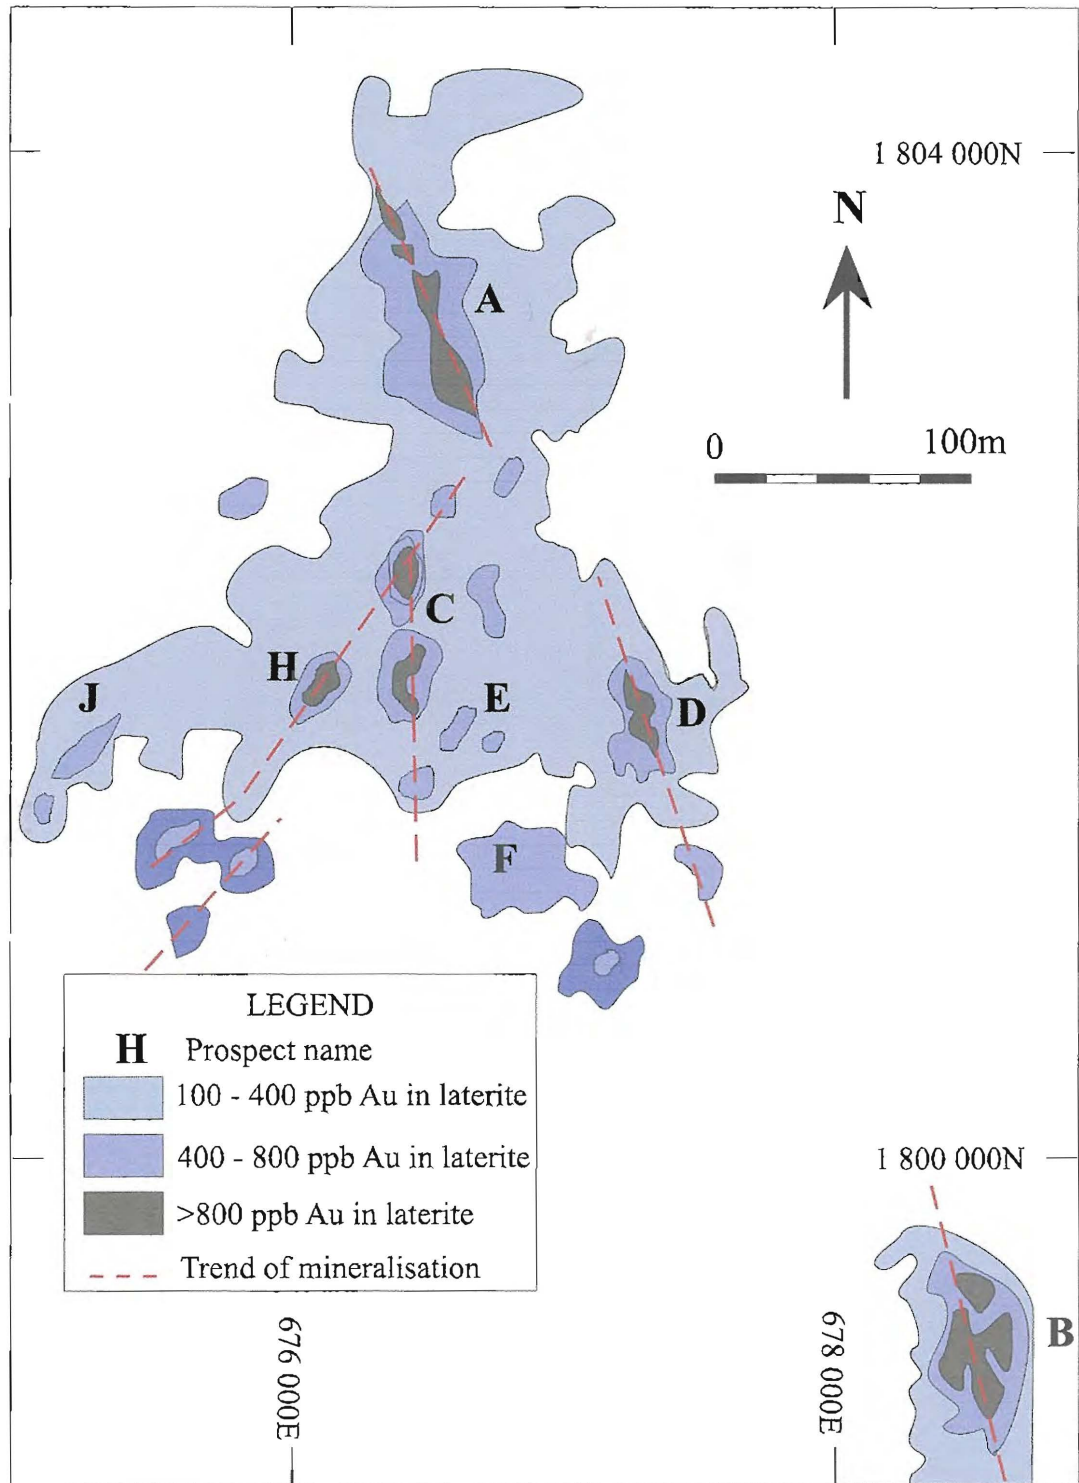 1 804 000N
N
A
0
100m
C
H
J
E
D
F
LEGEND
H Prospect name
100 - 400 ppb Au in laterite
400 - 800 ppb Au in laterite
>800 ppb Au in laterite
Trend of mineralisation
1 800 000N
B
676 000E
678 000E